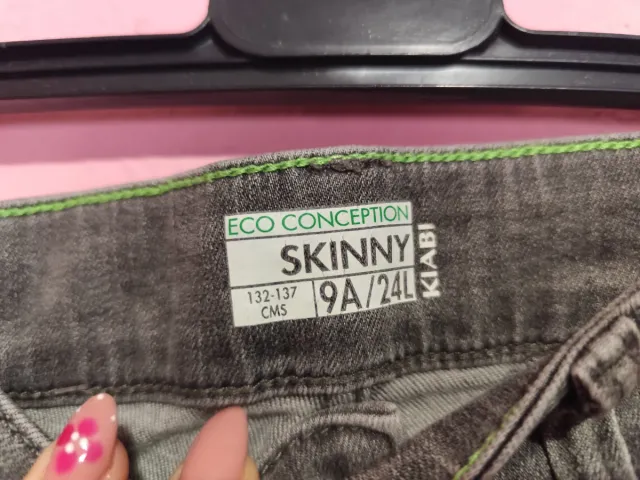 ECO CONCEPTION
SKINNY
132-137
CMS
9A/24L
KIABI